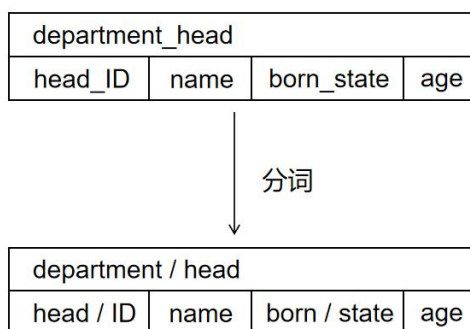 department_head
head_ID name born_state age
分词
department / head
head / ID name born / state age